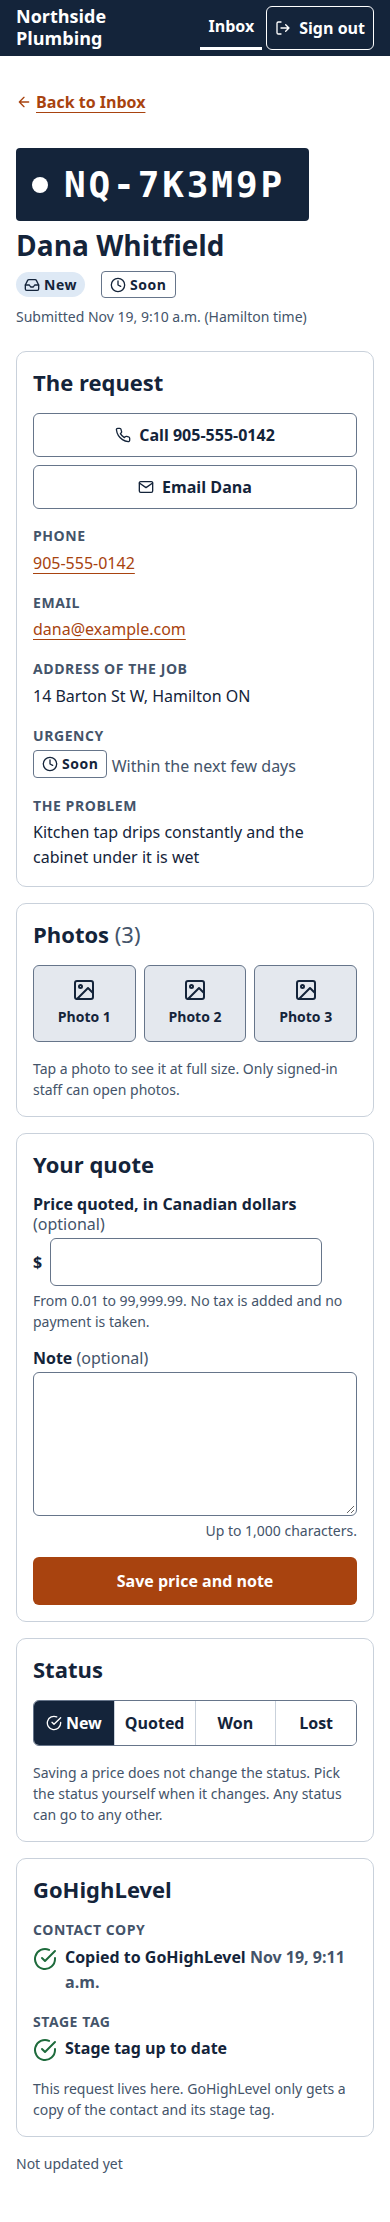 Northside
Plumbing
Inbox
Sign out
Back to Inbox
NQ-7K3M9P
Dana Whitfield
New
Soon
Submitted Nov 19, 9:10 a.m. (Hamilton time)
The request
Call 905-555-0142
Email Dana
PHONE
905-555-0142
EMAIL
dana@example.com
ADDRESS OF THE JOB
14 Barton St W, Hamilton ON
URGENCY
Soon Within the next few days
THE PROBLEM
Kitchen tap drips constantly and the
cabinet under it is wet
Photos (3)
Photo 1
Photo 2
Photo 3
Tap a photo to see it at full size. Only signed-in
staff can open photos.
Your quote
Price quoted, in Canadian dollars
(optional)
$
From 0.01 to 99,999.99. No tax is added and no
payment is taken.
Note (optional)
Up to 1,000 characters.
Save price and note
Status
New
Quoted
Won
Lost
Saving a price does not change the status. Pick
the status yourself when it changes. Any status
can go to any other.
GoHighLevel
CONTACT COPY
Copied to GoHighLevel Nov 19, 9:11
a.m.
STAGE TAG
Stage tag up to date
This request lives here. GoHighLevel only gets a
copy of the contact and its stage tag.
Not updated yet